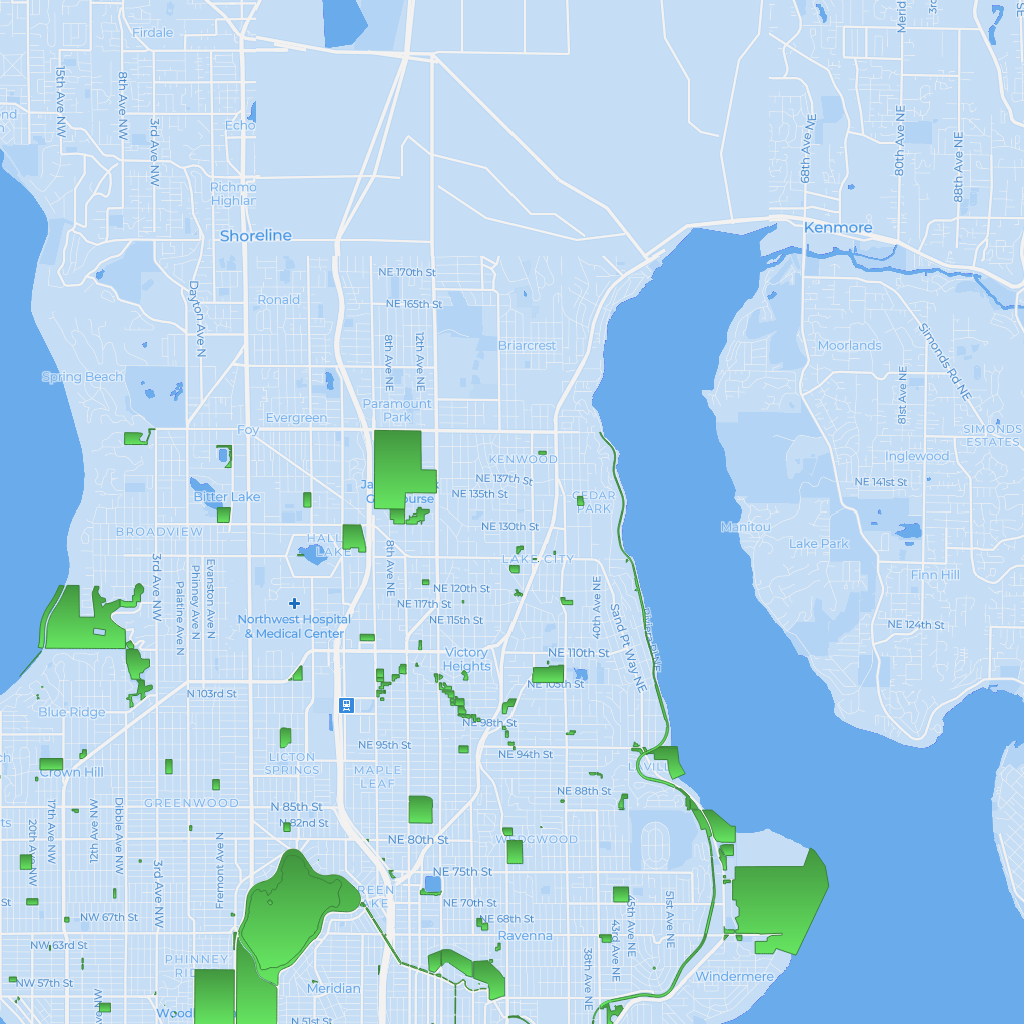 Firdale
15th Ave NW
8th Ave NW
3rd Ave NW
Echo
Richmo
Highlan
Shoreline
68th Ave NE
80th Ave NE
88th Ave NE
Kenmore
NE 170th St
Ronald
NE 165th St
Dayton Ave N
8th Ave NE
12th Ave NE
Briarcrest
Moorlands
Simonds Rd NE
Spring Beach
81st Ave NE
Paramount
Park
Evergreen
Foy
SIMONDS
ESTATES
Inglewood
KENWOOD
NE 137th St
NE 135th St
NE 141st St
Bitter Lake
CEDAR
PARK
BROADVIEW
NE 130th St
Manitou
HALL
LAKE
Lake Park
LAKE CITY
8th Ave NE
3rd Ave NW
Palatine Ave N
Phinney Ave N
Evanston Ave N
Finn Hill
NE 120th St
NE 117th St
40th Ave NE
Sand Pt Way NE
Northwest Hospital
& Medical Center
NE 115th St
NE 124th St
Victory
Heights
NE 110th St
N 103rd St
NE 105th St
Blue Ridge
NE 98th St
NE 95th St
NE 94th St
LICTON
SPRINGS
Crown Hill
MAPLE
LEAF
NE 88th St
GREENWOOD
N 85th St
N 82nd St
NE 80th St
WEDGWOOD
20th Ave NW
17th Ave NW
12th Ave NW
Dibble Ave NW
3rd Ave NW
Fremont Ave N
NE 75th St
NE 70th St
NW 67th St
NE 68th St
Ravenna
45th Ave NE
43rd Ave NE
51st Ave NE
NW 63rd St
38th Ave NE
Windermere
NW 57th St
Meridian
N 51st St